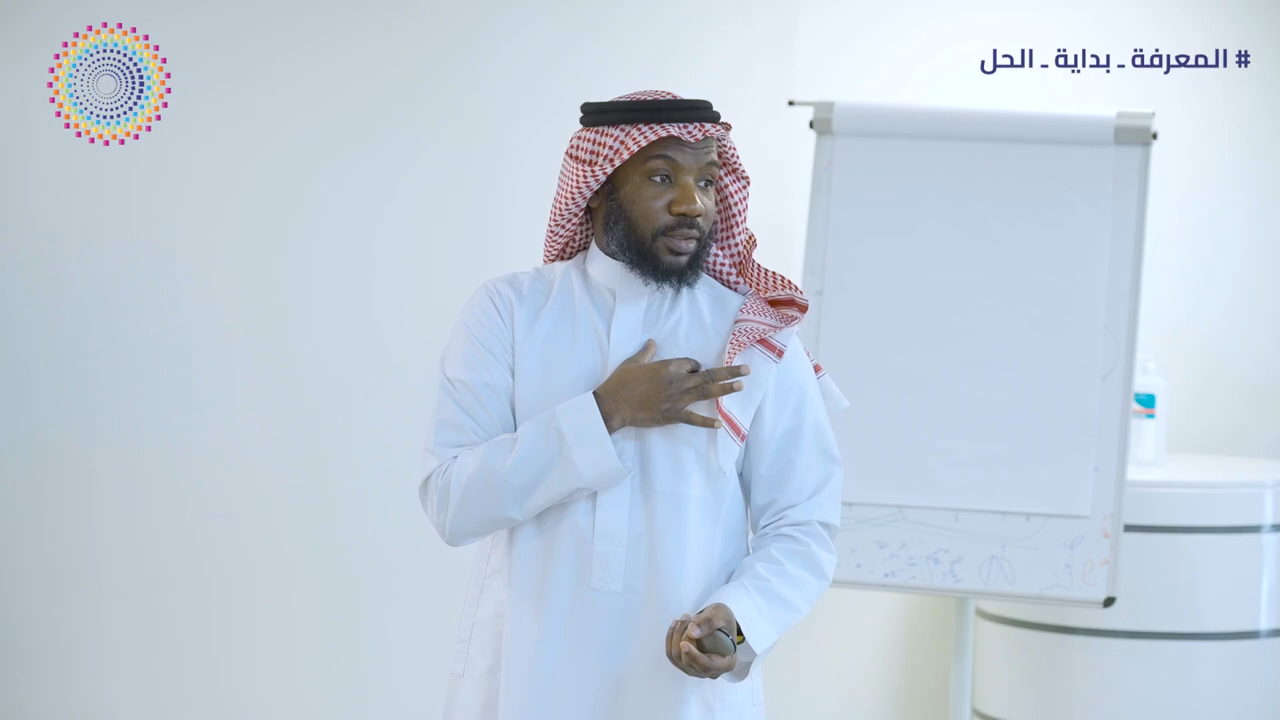 # المعرفة ـ بداية ـ الحل